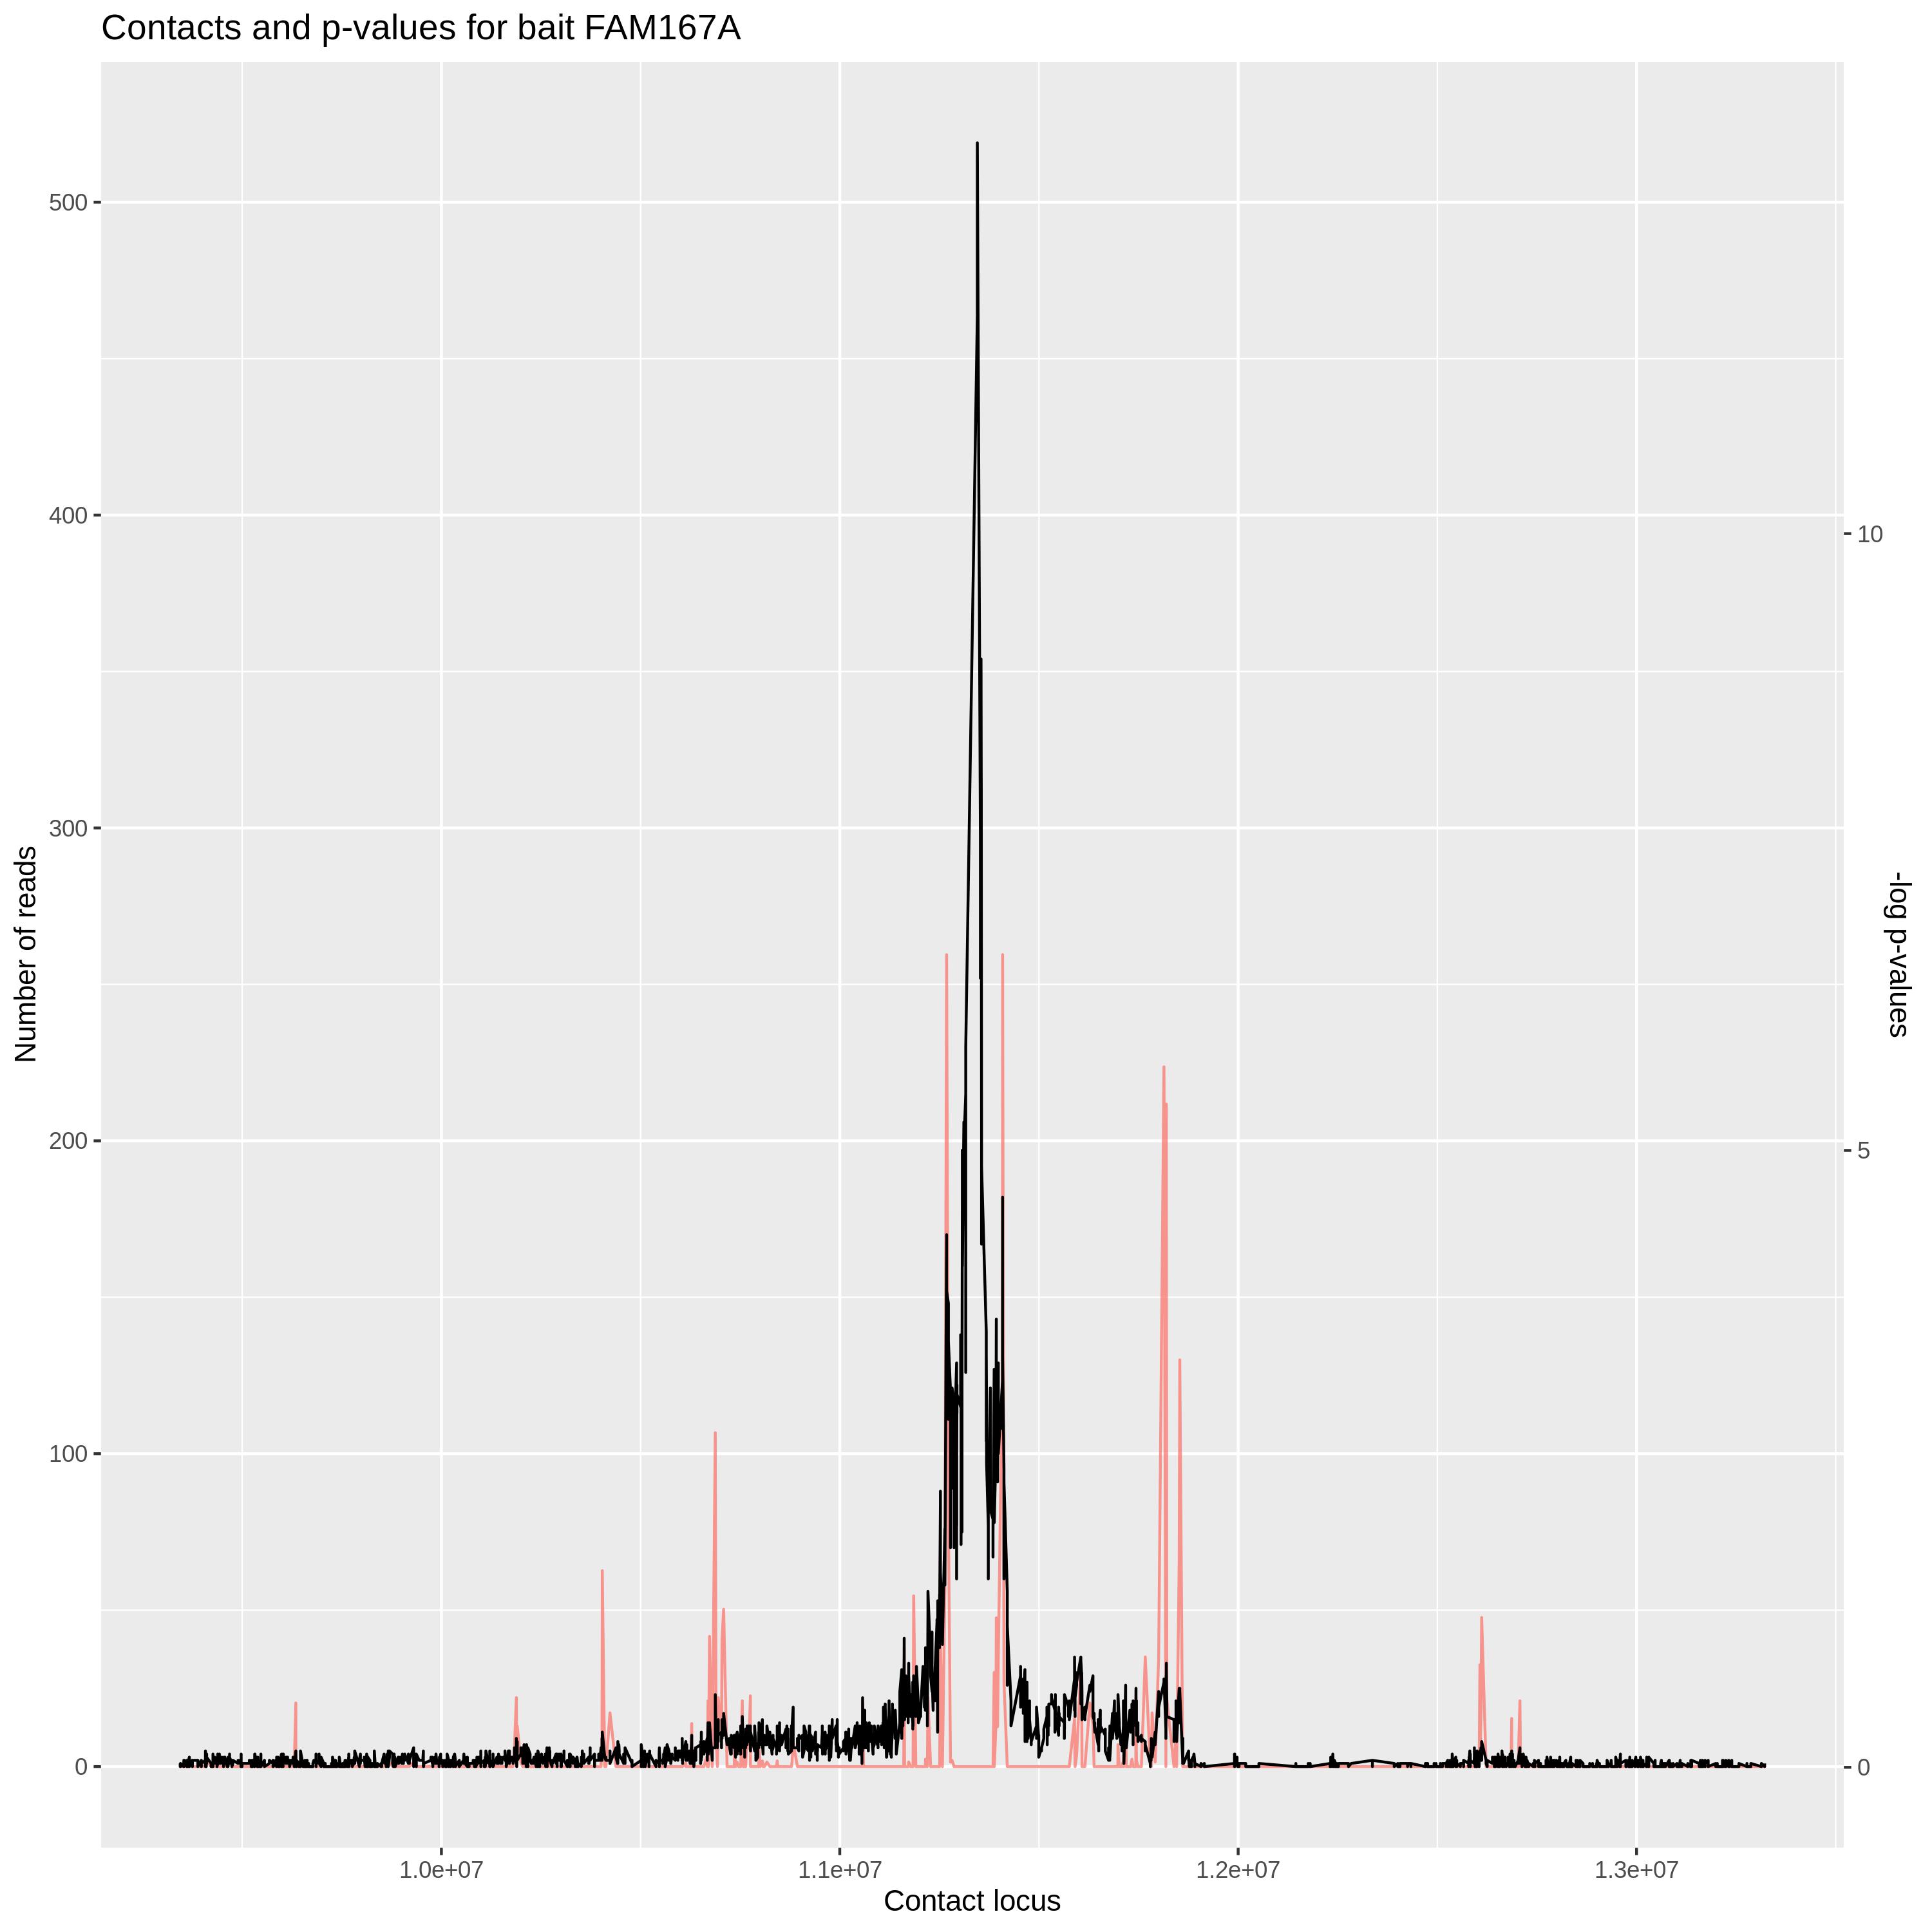 Contacts and p-values for bait FAM167A
500
400
300
200
100
0
Number of reads
10
5
0
-log p-values
1.0e+07
1.1e+07
1.2e+07
1.3e+07
Contact locus